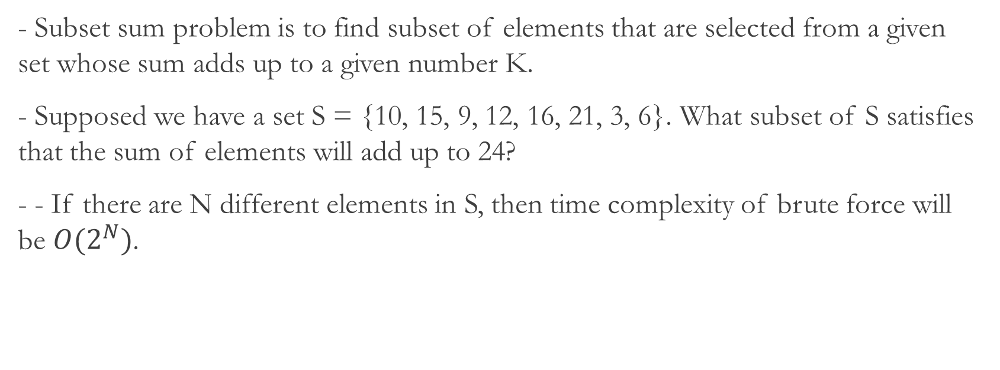 - Subset sum problem is to find subset of elements that are selected from a given
set whose sum adds up to a given number K.
- Supposed we have a set S = {10, 15, 9, 12, 16, 21, 3, 6}. What subset of S satisfies
that the sum of elements will add up to 24?
- - If there are N different elements in S, then time complexity of brute force will
be O(2^N).